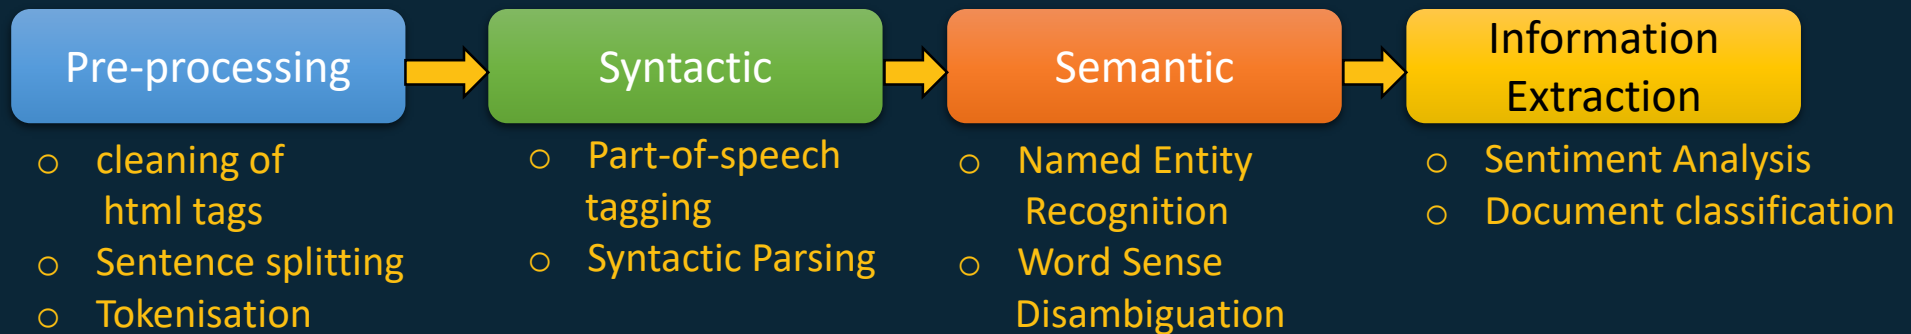 Pre-processing
Syntactic
Semantic
Information
Extraction
o cleaning of
html tags
o Sentence splitting
o Tokenisation
o Part-of-speech
tagging
o Syntactic Parsing
o Named Entity
Recognition
o Word Sense
Disambiguation
o Sentiment Analysis
o Document classification